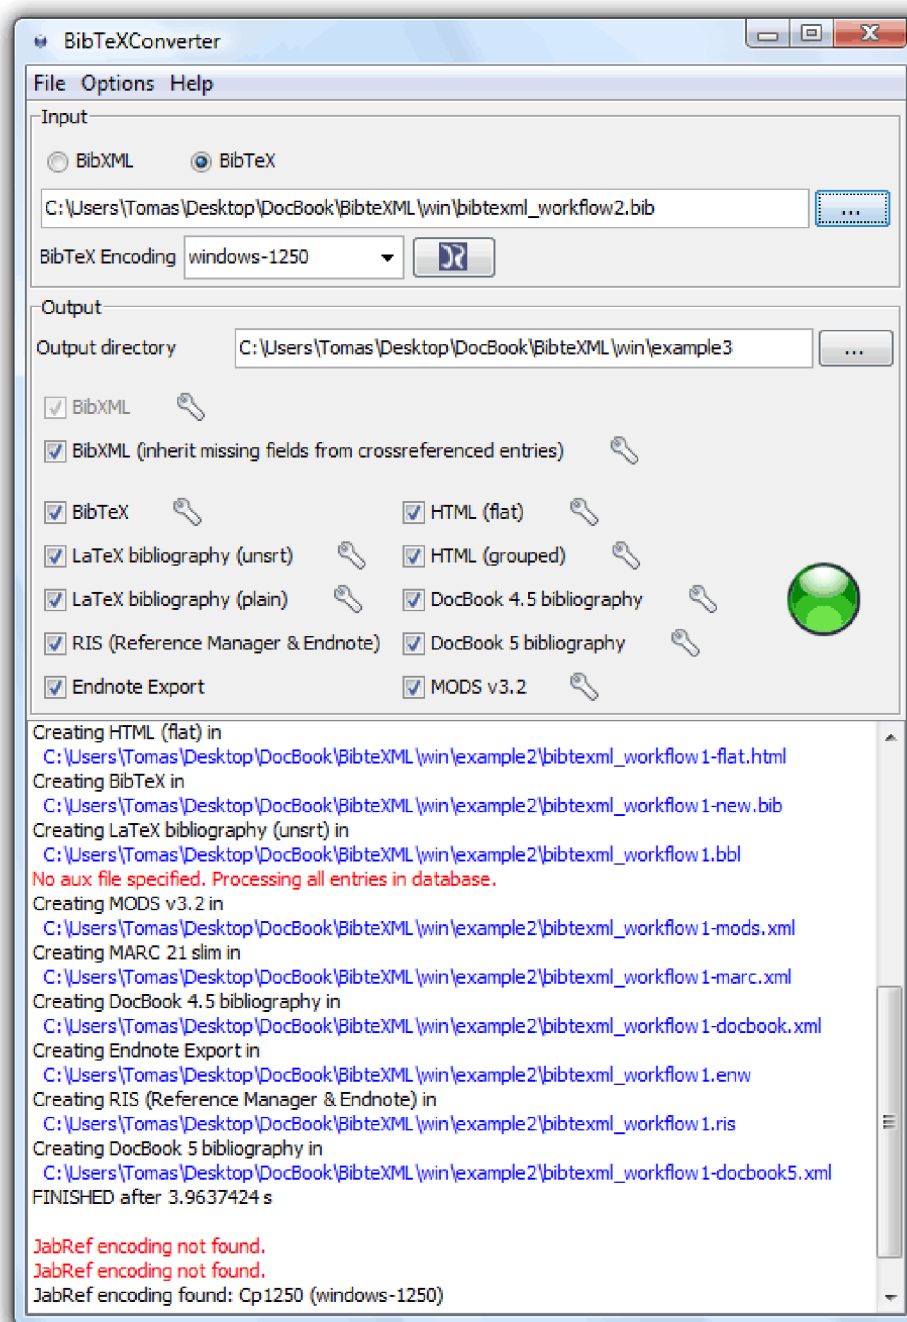 BibTeXConverter
File Options Help
Input
BibXML BibTeX
C:\Users\Tomas\Desktop\DocBook\BibteXML\win\bibtexml_workflow2.bib ...
BibTeX Encoding windows-1250
Output
Output directory C:\Users\Tomas\Desktop\DocBook\BibteXML\win\example3 ...
BibXML
BibXML (inherit missing fields from crossreferenced entries)
BibTeX HTML (flat)
LaTeX bibliography (unsrt) HTML (grouped)
LaTeX bibliography (plain) DocBook 4.5 bibliography
RIS (Reference Manager & Endnote) DocBook 5 bibliography
Endnote Export MODS v3.2
Creating HTML (flat) in
C:\Users\Tomas\Desktop\DocBook\BibteXML\win\example2\bibtexml_workflow1-flat.html
Creating BibTeX in
C:\Users\Tomas\Desktop\DocBook\BibteXML\win\example2\bibtexml_workflow1-new.bib
Creating LaTeX bibliography (unsrt) in
C:\Users\Tomas\Desktop\DocBook\BibteXML\win\example2\bibtexml_workflow1.bbl
No aux file specified. Processing all entries in database.
Creating MODS v3.2 in
C:\Users\Tomas\Desktop\DocBook\BibteXML\win\example2\bibtexml_workflow1-mods.xml
Creating MARC 21 slim in
C:\Users\Tomas\Desktop\DocBook\BibteXML\win\example2\bibtexml_workflow1-marc.xml
Creating DocBook 4.5 bibliography in
C:\Users\Tomas\Desktop\DocBook\BibteXML\win\example2\bibtexml_workflow1-docbook.xml
Creating Endnote Export in
C:\Users\Tomas\Desktop\DocBook\BibteXML\win\example2\bibtexml_workflow1.enw
Creating RIS (Reference Manager & Endnote) in
C:\Users\Tomas\Desktop\DocBook\BibteXML\win\example2\bibtexml_workflow1.ris
Creating DocBook 5 bibliography in
C:\Users\Tomas\Desktop\DocBook\BibteXML\win\example2\bibtexml_workflow1-docbook5.xml
FINISHED after 3.9637424 s
JabRef encoding not found.
JabRef encoding not found.
JabRef encoding found: Cp1250 (windows-1250)